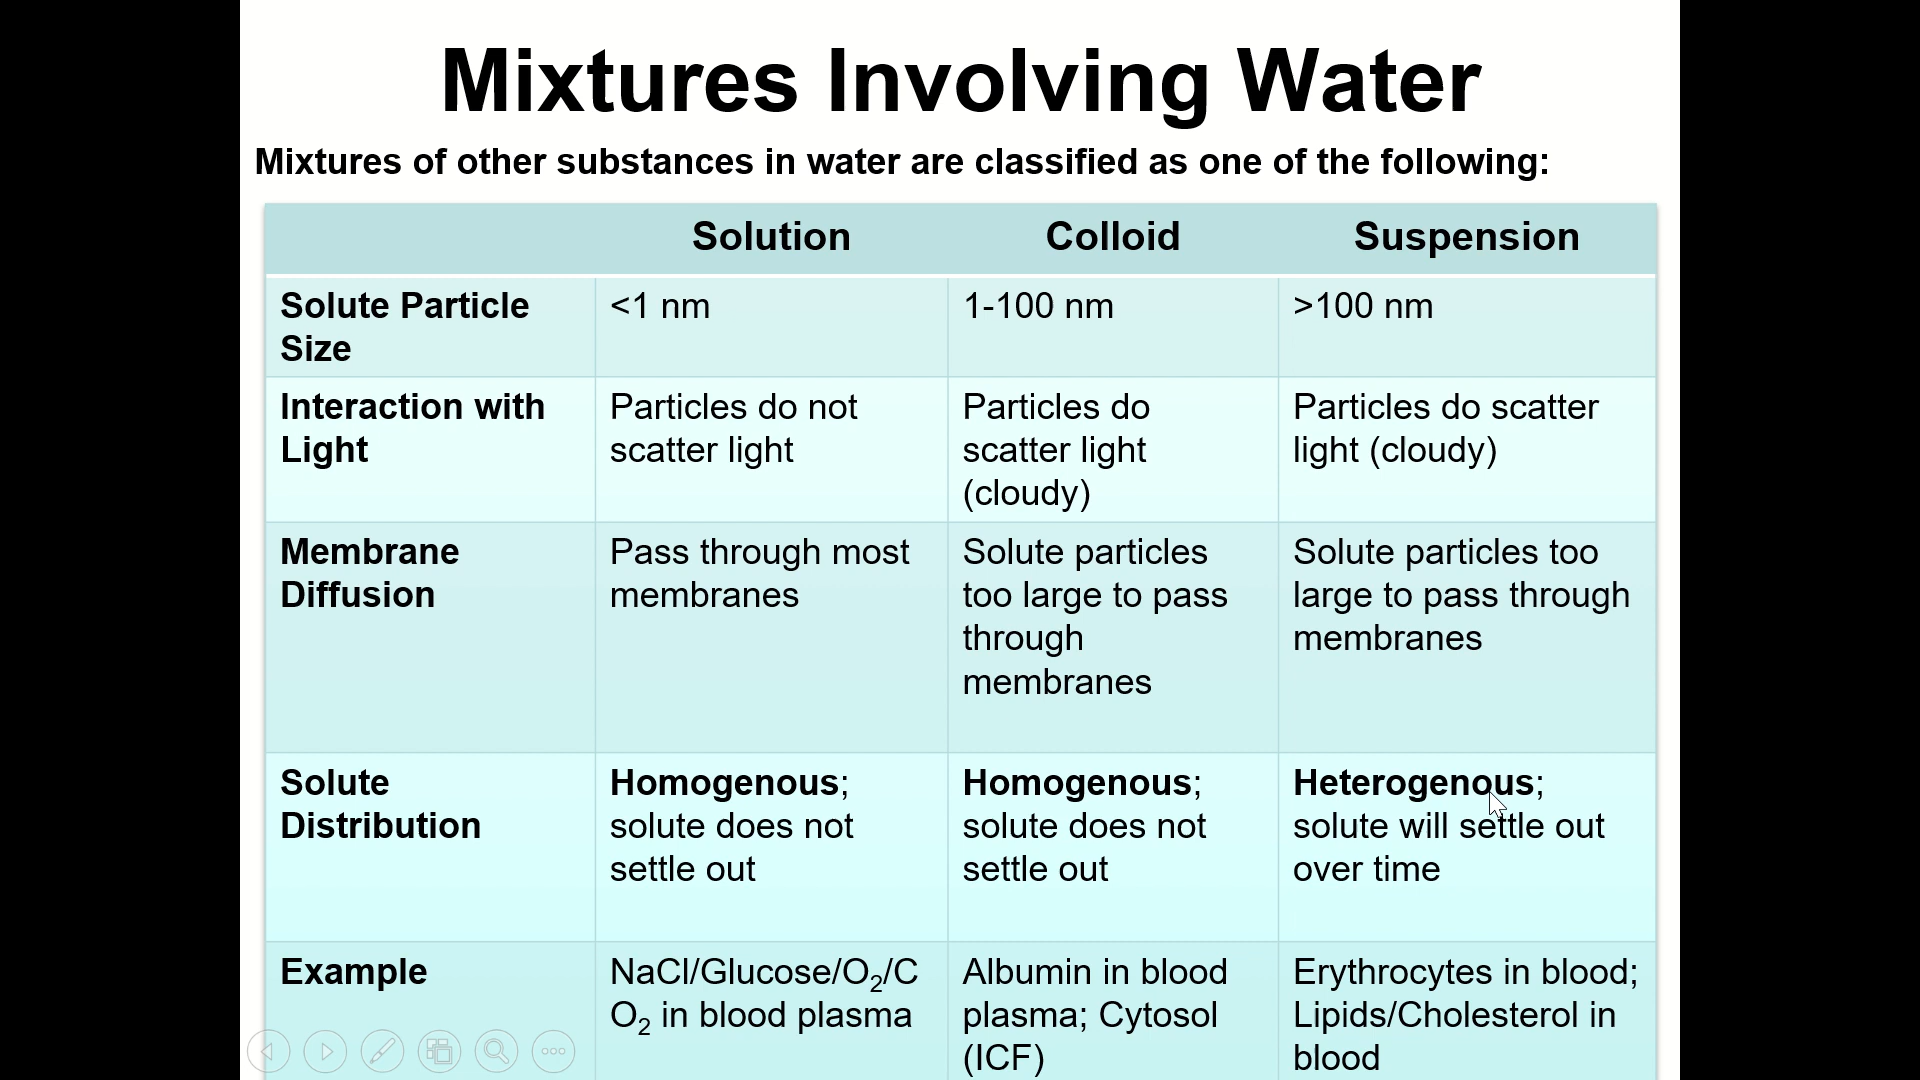 Mixtures Involving Water
Mixtures of other substances in water are classified as one of the following:
Solution
Colloid
Suspension
Solute Particle
Size
<1 nm
1-100 nm
>100 nm
Interaction with
Light
Particles do not
scatter light
Particles do
scatter light
(cloudy)
Particles do scatter
light (cloudy)
Membrane
Diffusion
Pass through most
membranes
Solute particles
too large to pass
through
membranes
Solute particles too
large to pass through
membranes
Solute
Distribution
Homogenous;
solute does not
settle out
Homogenous;
solute does not
settle out
Heterogenous;
solute will settle out
over time
Example
NaCl/Glucose/O₂/C
O₂ in blood plasma
Albumin in blood
plasma; Cytosol
(ICF)
Erythrocytes in blood;
Lipids/Cholesterol in
blood